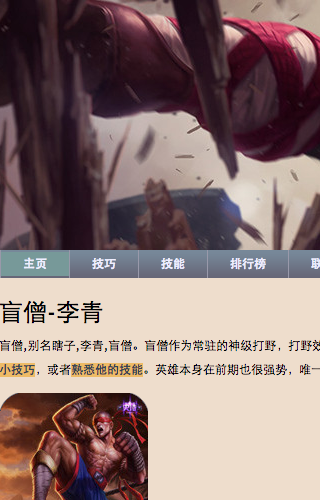 主页 技巧 技能 排行榜 联
盲僧-李青
盲僧,别名瞎子,李青,盲僧。盲僧作为常驻的神级打野，打野效
小技巧，或者熟悉他的技能。英雄本身在前期也很强势，唯一